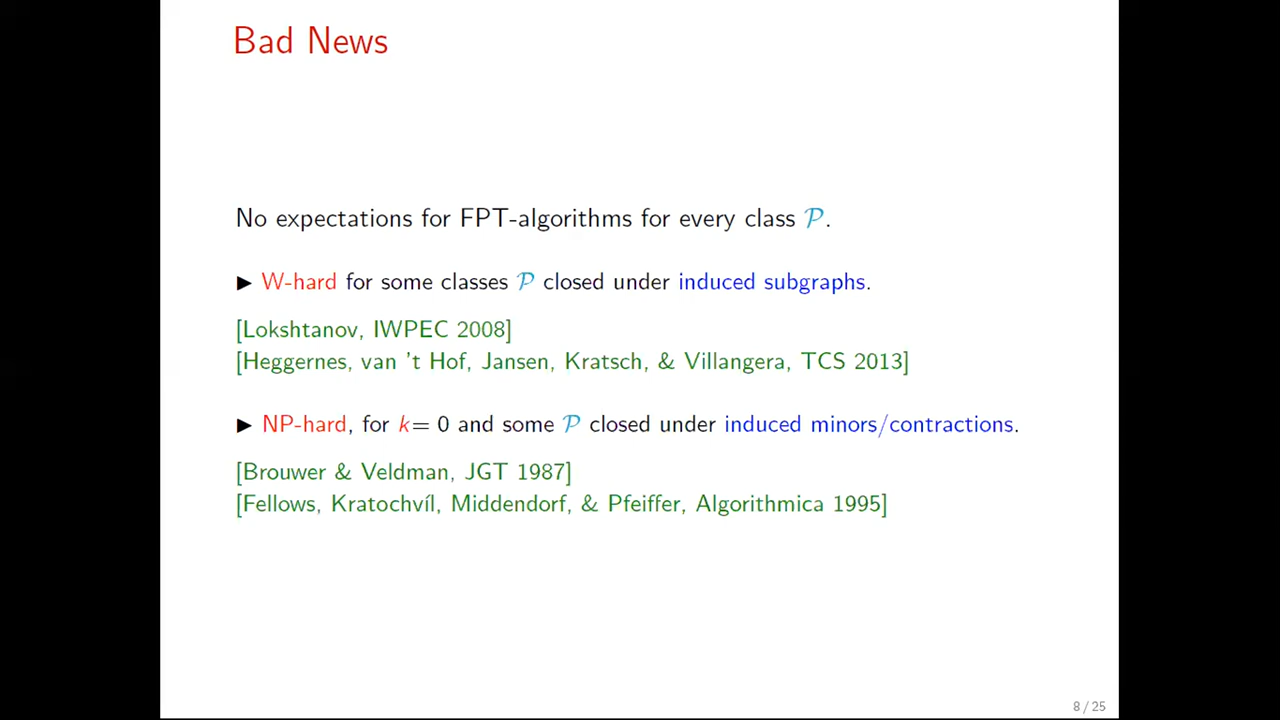 Bad News
No expectations for FPT-algorithms for every class 𝒫.
▶ W-hard for some classes 𝒫 closed under induced subgraphs.
[Lokshtanov, IWPEC 2008]
[Heggernes, van 't Hof, Jansen, Kratsch, & Villangera, TCS 2013]
▶ NP-hard, for k= 0 and some 𝒫 closed under induced minors/contractions.
[Brouwer & Veldman, JGT 1987]
[Fellows, Kratochvíl, Middendorf, & Pfeiffer, Algorithmica 1995]
8 / 25